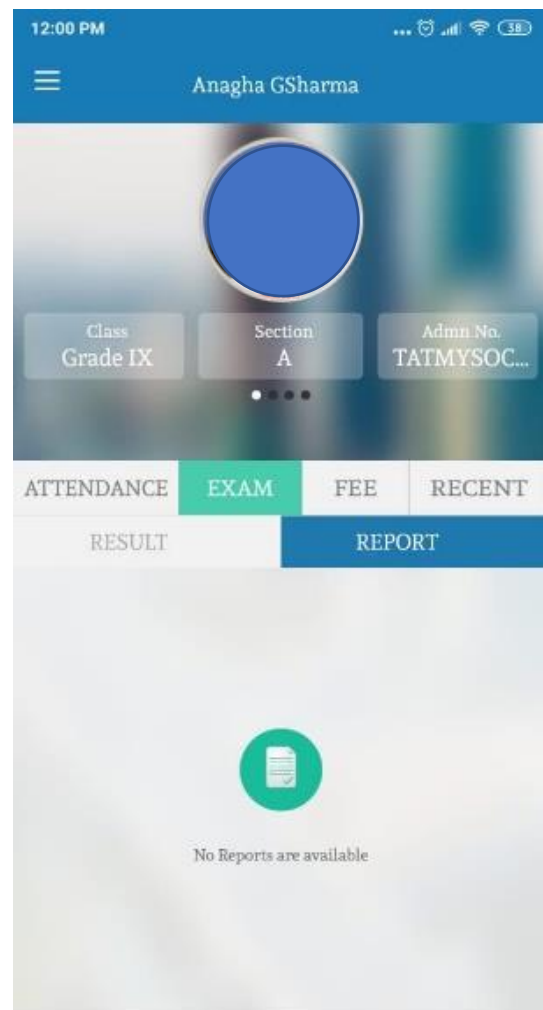 12:00 PM ... 38
Anagha GSharma
Class Section Admn No.
Grade IX A TATMYSOC...
ATTENDANCE EXAM FEE RECENT
RESULT REPORT
No Reports are available